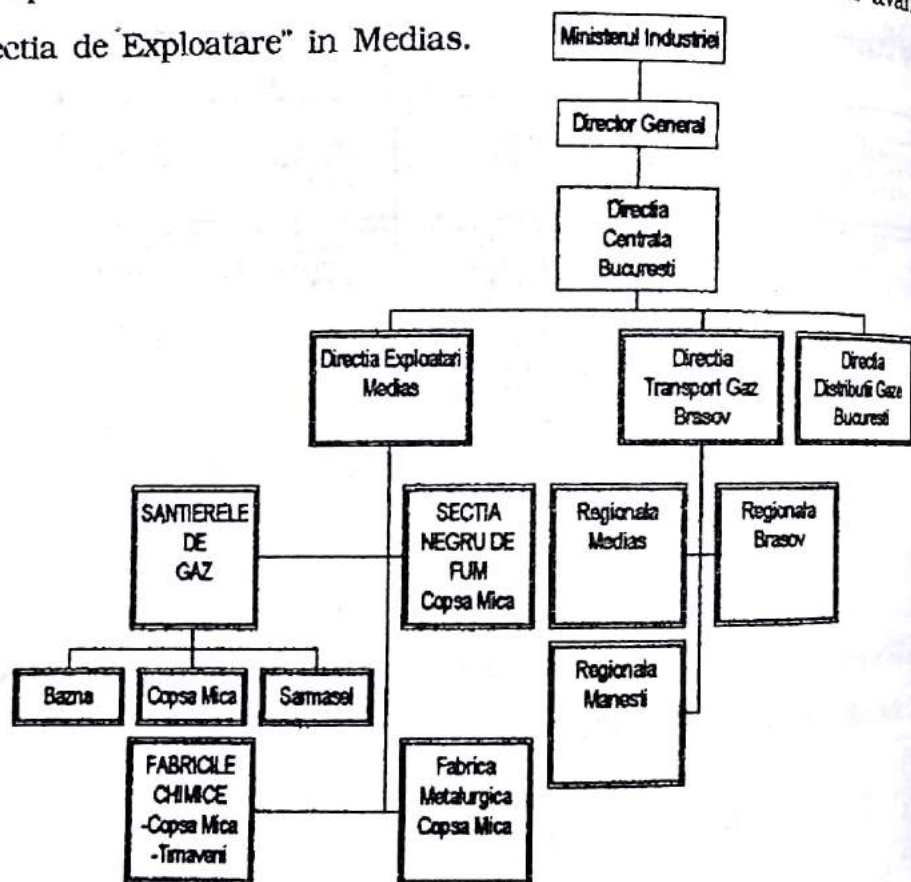 avan
ectia de Exploatare" in Medias.
Ministerul Industriei
Director General
Directia
Centrala
Bucuresti
Directia Exploatari
Medias
Directia
Transport Gaz
Brasov
Directia
Distributii Gaze
Bucuresti
SANTIERELE
DE
GAZ
SECTIA
NEGRU DE
FUM
Copsa Mica
Regionala
Medias
Regionala
Brasov
Bazna
Copsa Mica
Sarmasel
Regionala
Manesti
FABRICILE
CHIMICE
-Copsa Mica
-Tirnaveni
Fabrica
Metalurgica
Copsa Mica